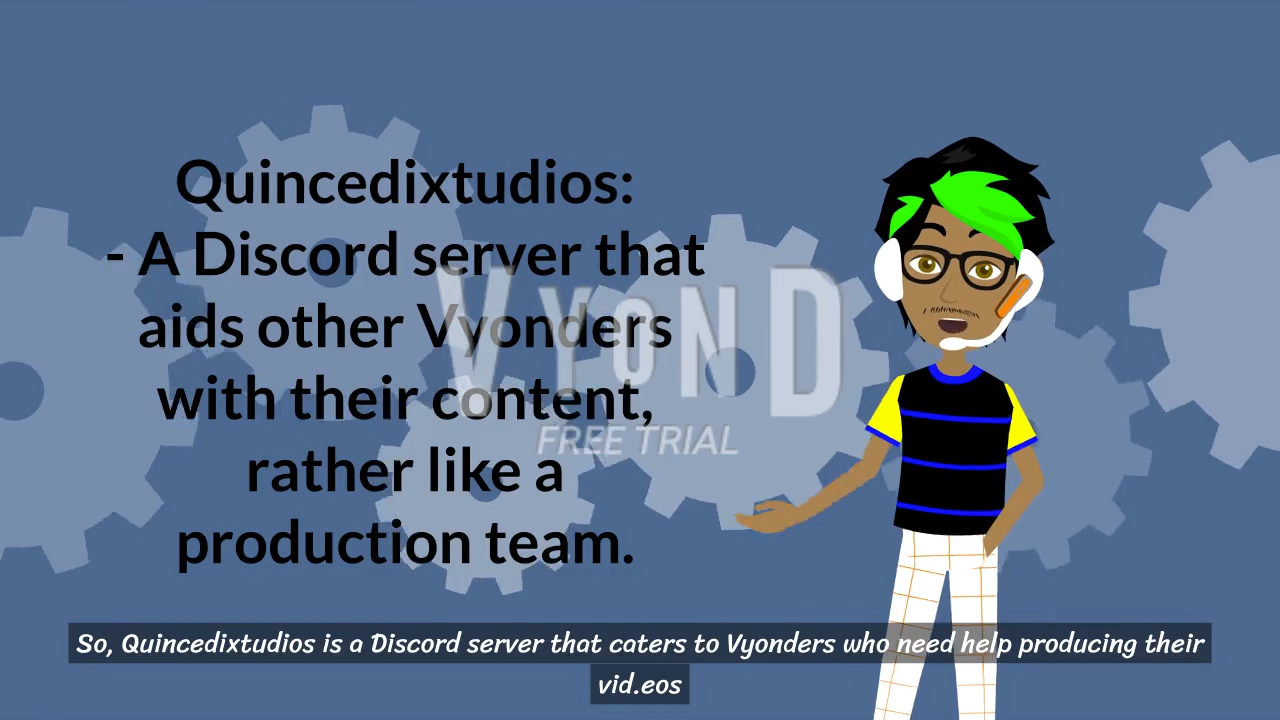 Quincedixtudios:
- A Discord server that
aids other Vyonders
with their content,
rather like a
production team.
VYOND
FREE TRIAL
So, Quincedixtudios is a Discord server that caters to Vyonders who need help producing their
vid.eos